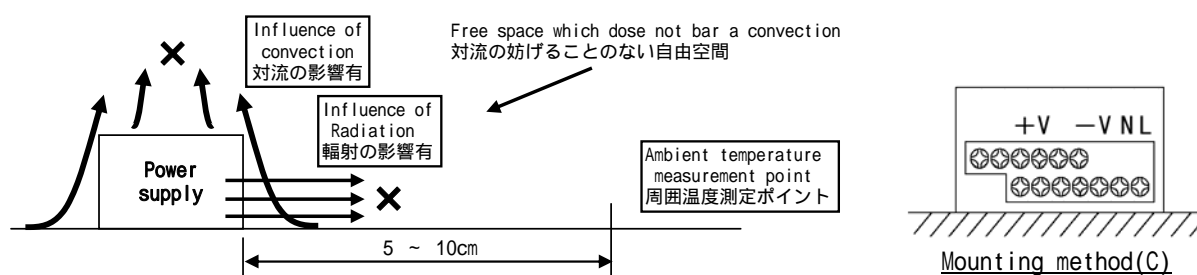 Influence of
convection
対流の影響有
Free space which dose not bar a convection
対流の妨げることのない自由空間
Influence of
Radiation
輻射の影響有
Power
supply
Ambient temperature
measurement point
周囲温度測定ポイント
5 ~ 10cm
+V -V N L
Mounting method(C)